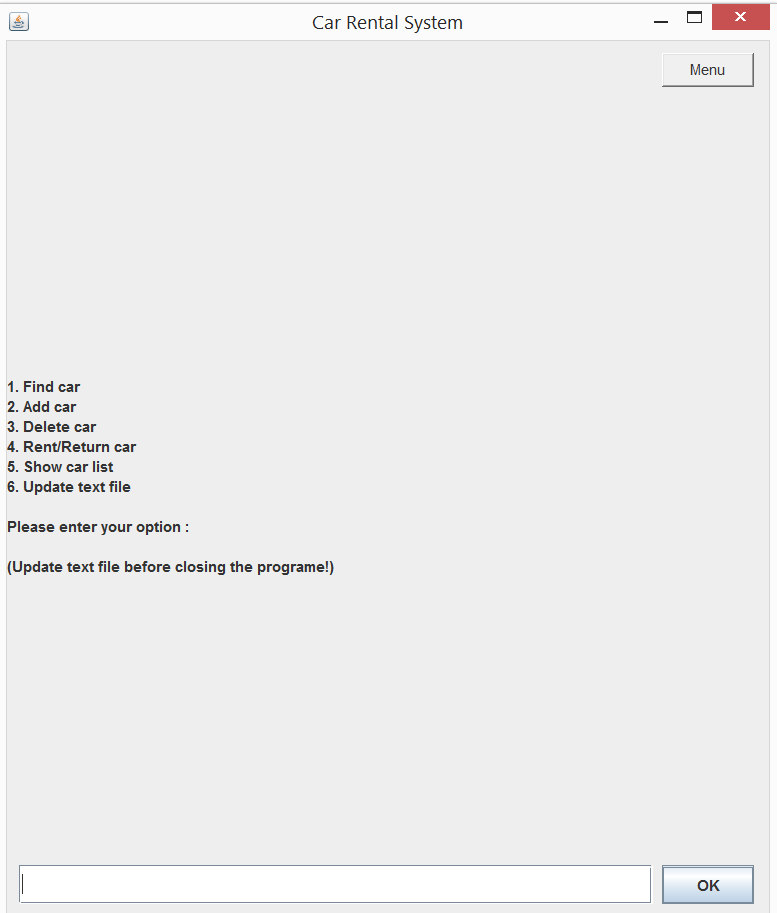 Car Rental System
Menu
1. Find car
2. Add car
3. Delete car
4. Rent/Return car
5. Show car list
6. Update text file
Please enter your option :
(Update text file before closing the programe!)
OK